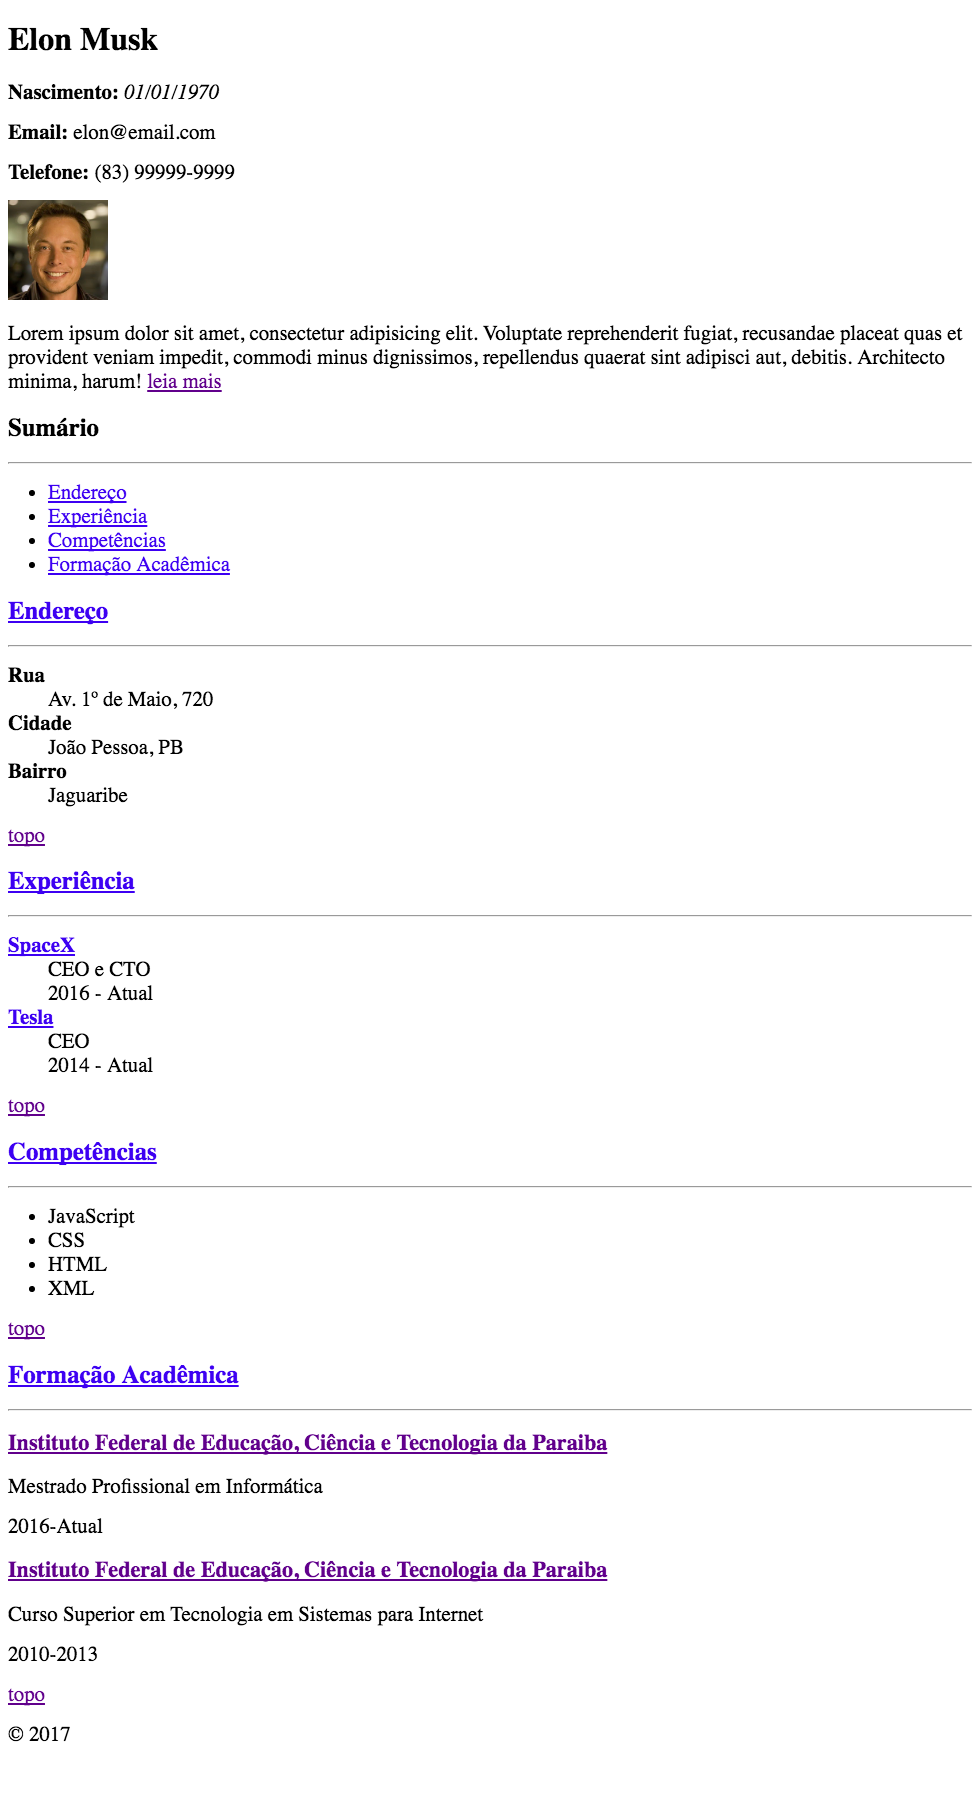 Elon Musk
Nascimento: 01/01/1970
Email: elon@email.com
Telefone: (83) 99999-9999
Lorem ipsum dolor sit amet, consectetur adipisicing elit. Voluptate reprehenderit fugiat, recusandae placeat quas et
provident veniam impedit, commodi minus dignissimos, repellendus quaerat sint adipisci aut, debitis. Architecto
minima, harum! leia mais
Sumário
• Endereço
• Experiência
• Competências
• Formação Acadêmica
Endereço
Rua
Av. 1º de Maio, 720
Cidade
João Pessoa, PB
Bairro
Jaguaribe
topo
Experiência
SpaceX
CEO e CTO
2016 - Atual
Tesla
CEO
2014 - Atual
topo
Competências
• JavaScript
• CSS
• HTML
• XML
topo
Formação Acadêmica
Instituto Federal de Educação, Ciência e Tecnologia da Paraiba
Mestrado Profissional em Informática
2016-Atual
Instituto Federal de Educação, Ciência e Tecnologia da Paraiba
Curso Superior em Tecnologia em Sistemas para Internet
2010-2013
topo
© 2017